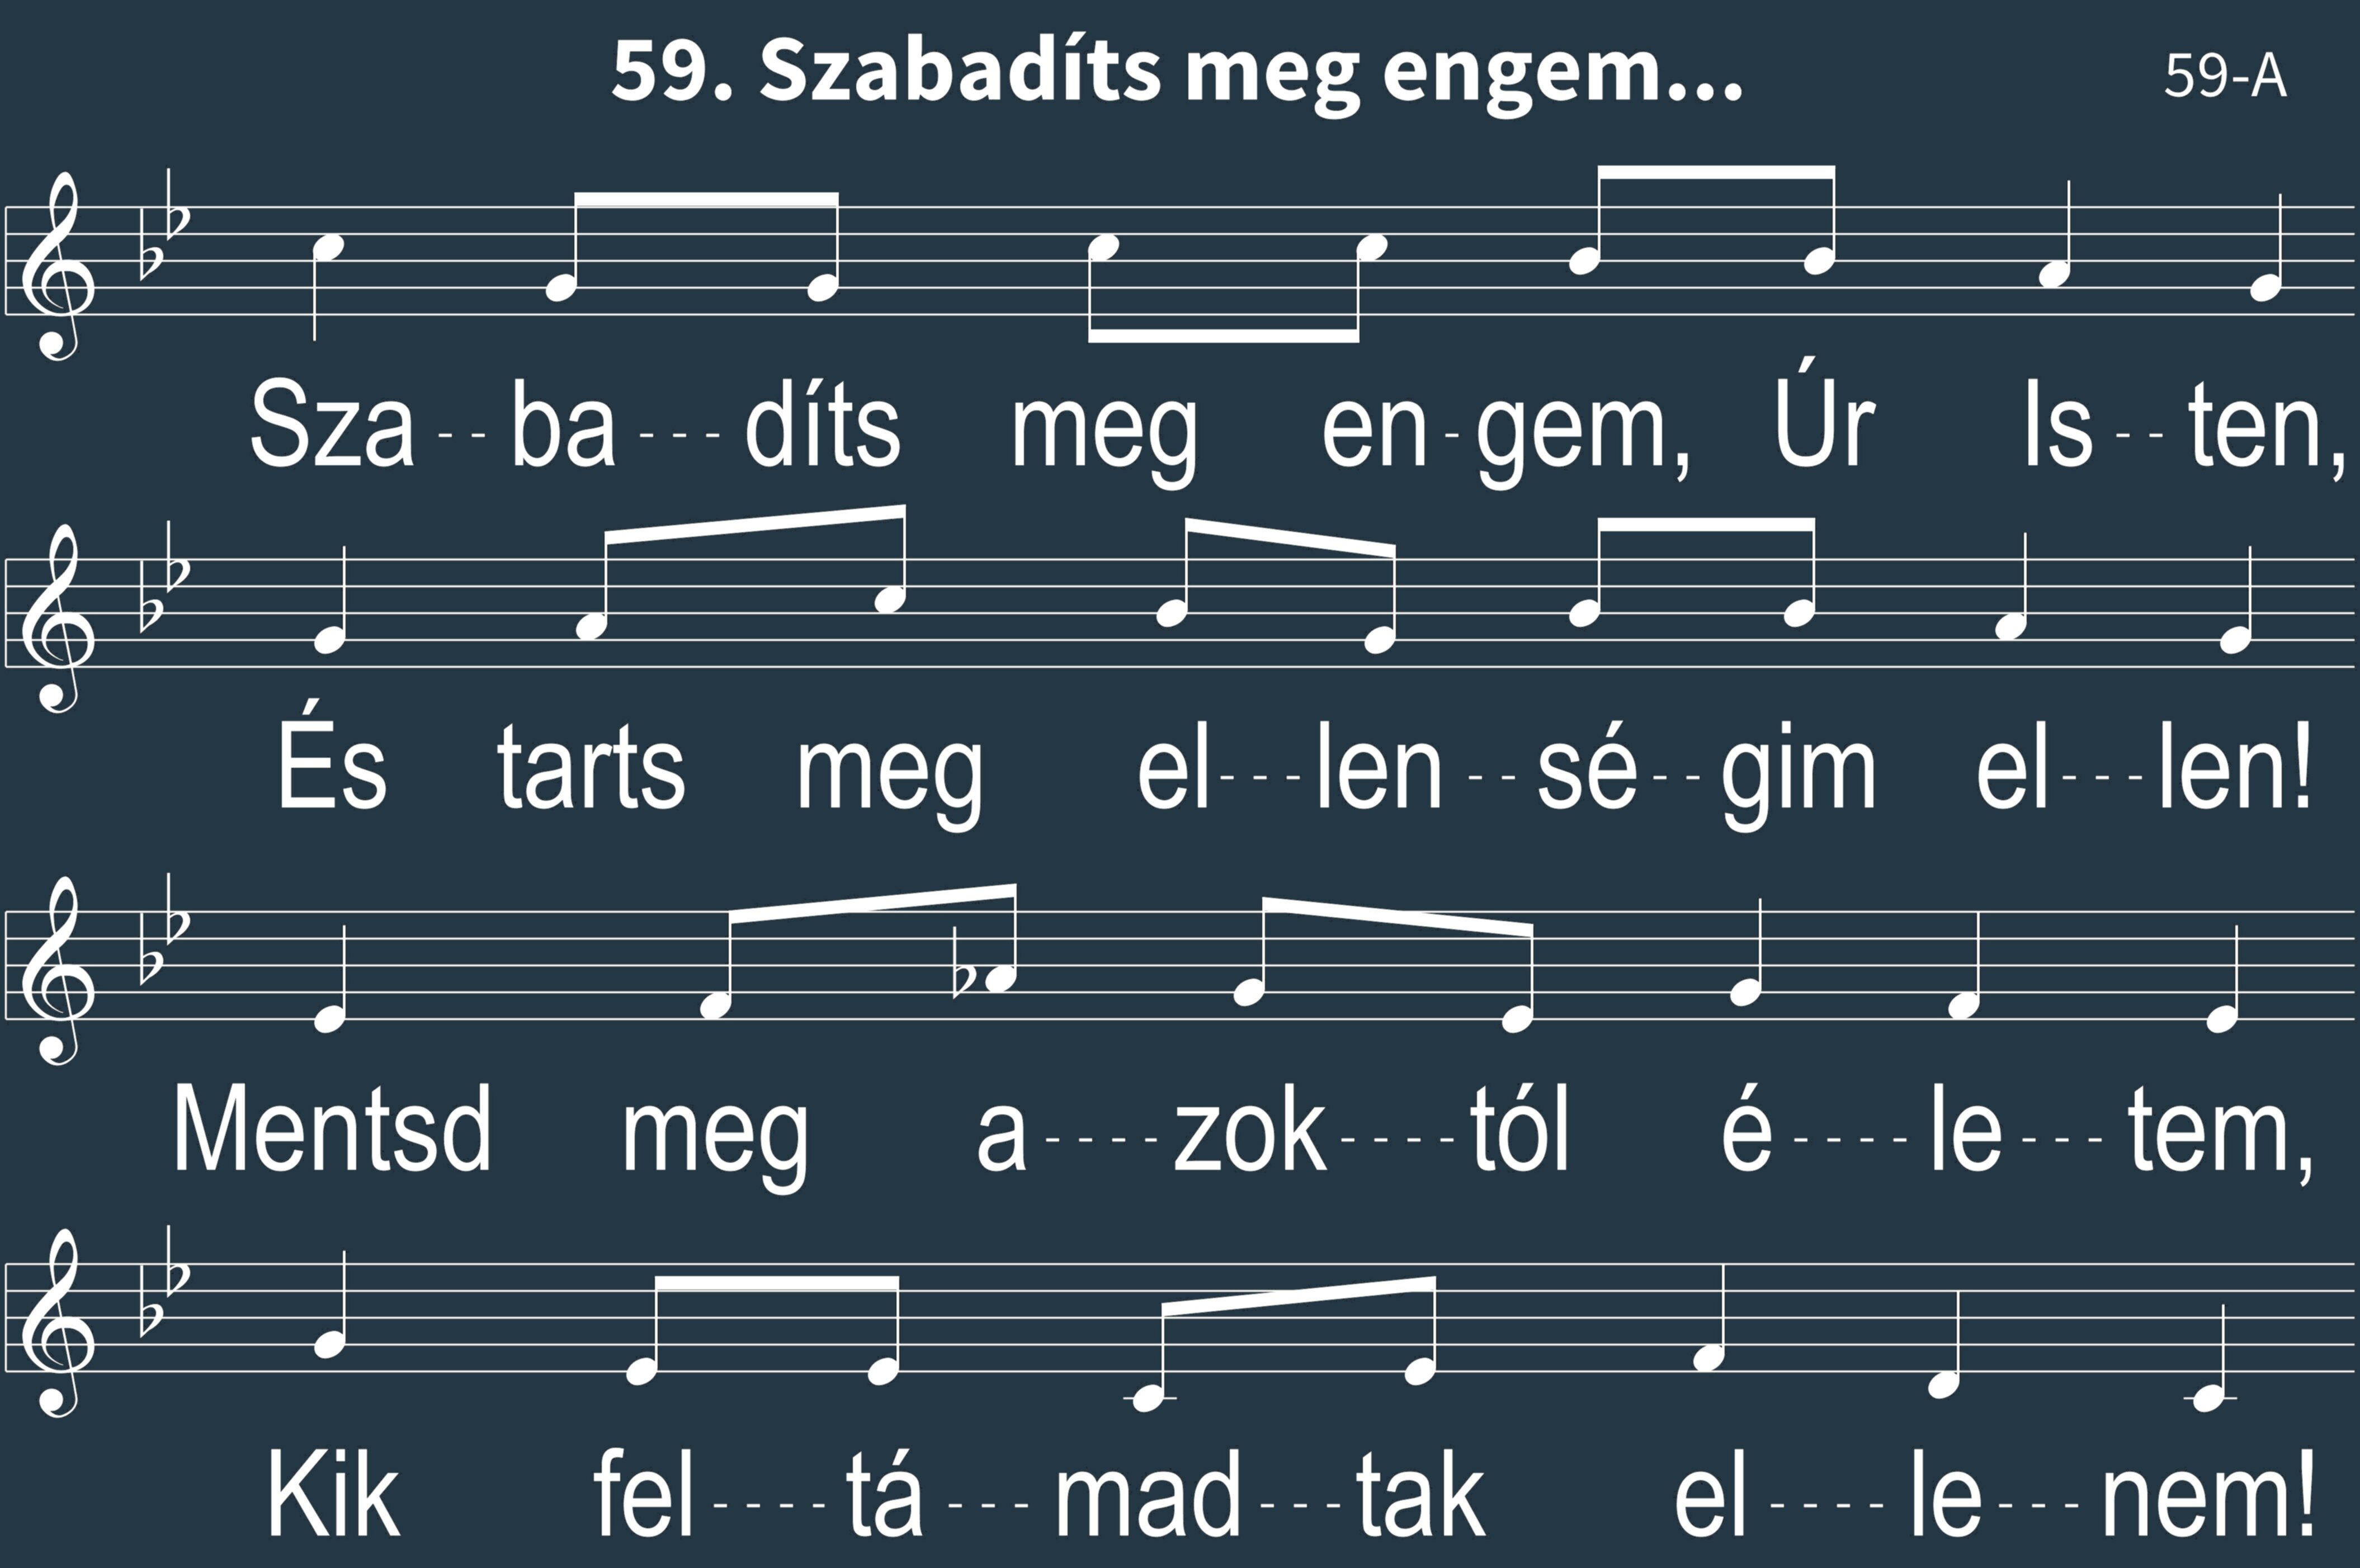 59. Szabadíts meg engem... 59-A
Sza--ba---díts meg en-gem, Úr Is--ten,
És tarts meg el---len--sé--gim el---len!
Mentsd meg a----zok----tól é----le---tem,
Kik fel----tá---mad---tak el----le---nem!